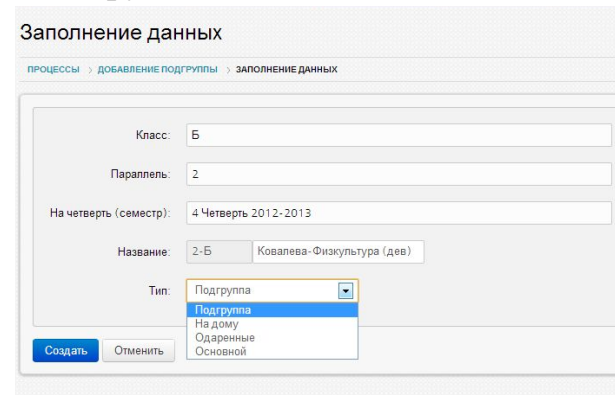 Заполнение данных
ПРОЦЕССЫ > ДОБАВЛЕНИЕ ПОДГРУППЫ > ЗАПОЛНЕНИЕ ДАННЫХ
Класс: Б
Параллель: 2
На четверть (семестр): 4 Четверть 2012-2013
Название: 2-Б Ковалева-Физкультура (дев)
Тип: Подгруппа
Подгруппа
На дому
Одаренные
Основной
Создать Отменить